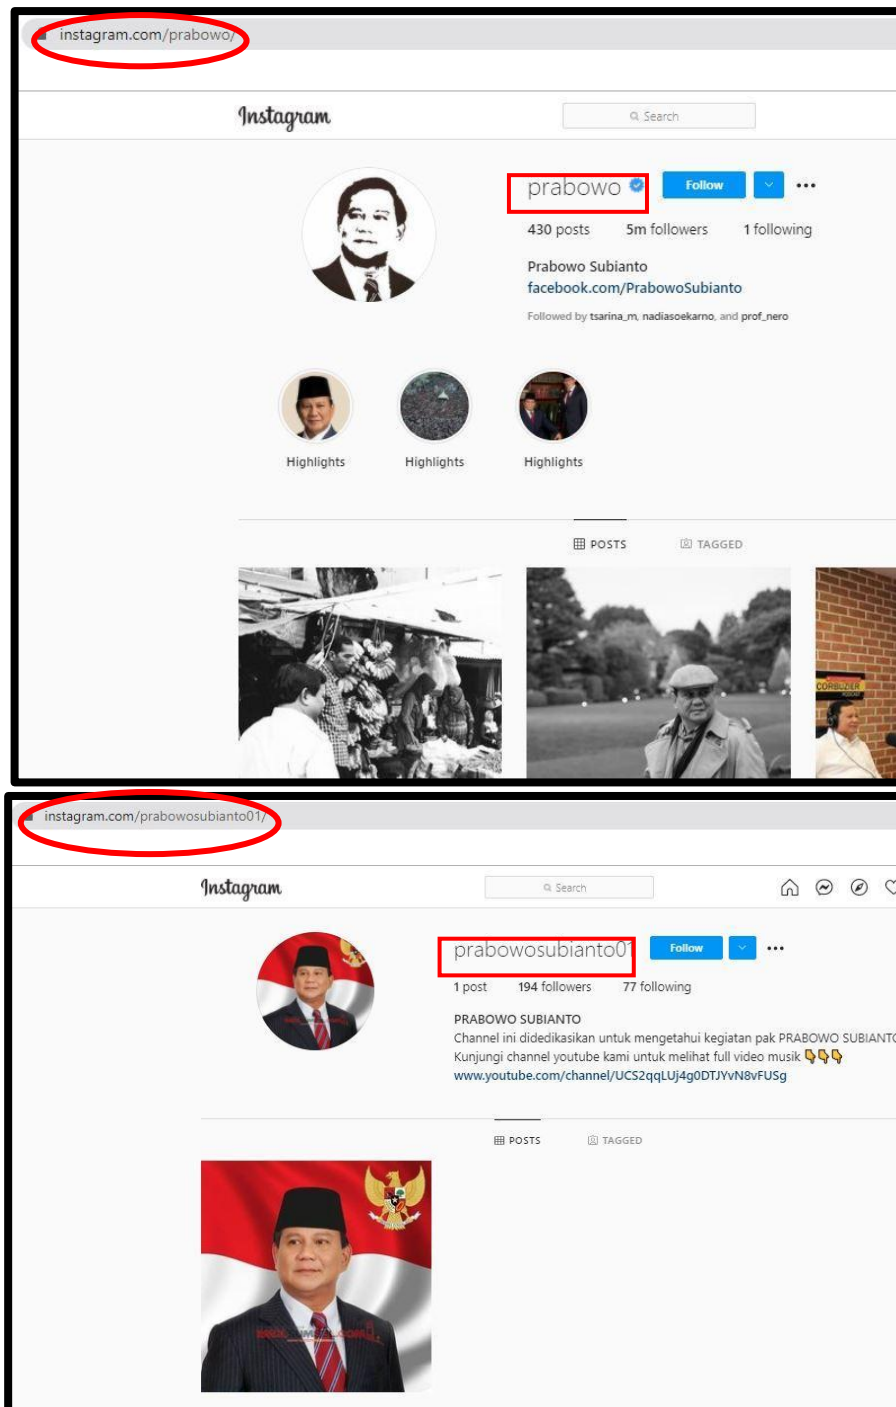 instagram.com/prabowo/
Instagram
Search
prabowo
Follow
430 posts 5m followers 1 following
Prabowo Subianto
facebook.com/PrabowoSubianto
Followed by tsarina_m, nadiasoekarno, and prof_nero
Highlights Highlights Highlights
POSTS TAGGED
CORBUZIER
PODCAST
instagram.com/prabowosubianto01/
Instagram
Search
prabowosubianto01
Follow
1 post 194 followers 77 following
PRABOWO SUBIANTO
Channel ini didedikasikan untuk mengetahui kegiatan pak PRABOWO SUBIANTO
Kunjungi channel youtube kami untuk melihat full video musik 👇👇👇
www.youtube.com/channel/UCS2qqLUj4g0DTJYvN8vFUSg
POSTS TAGGED